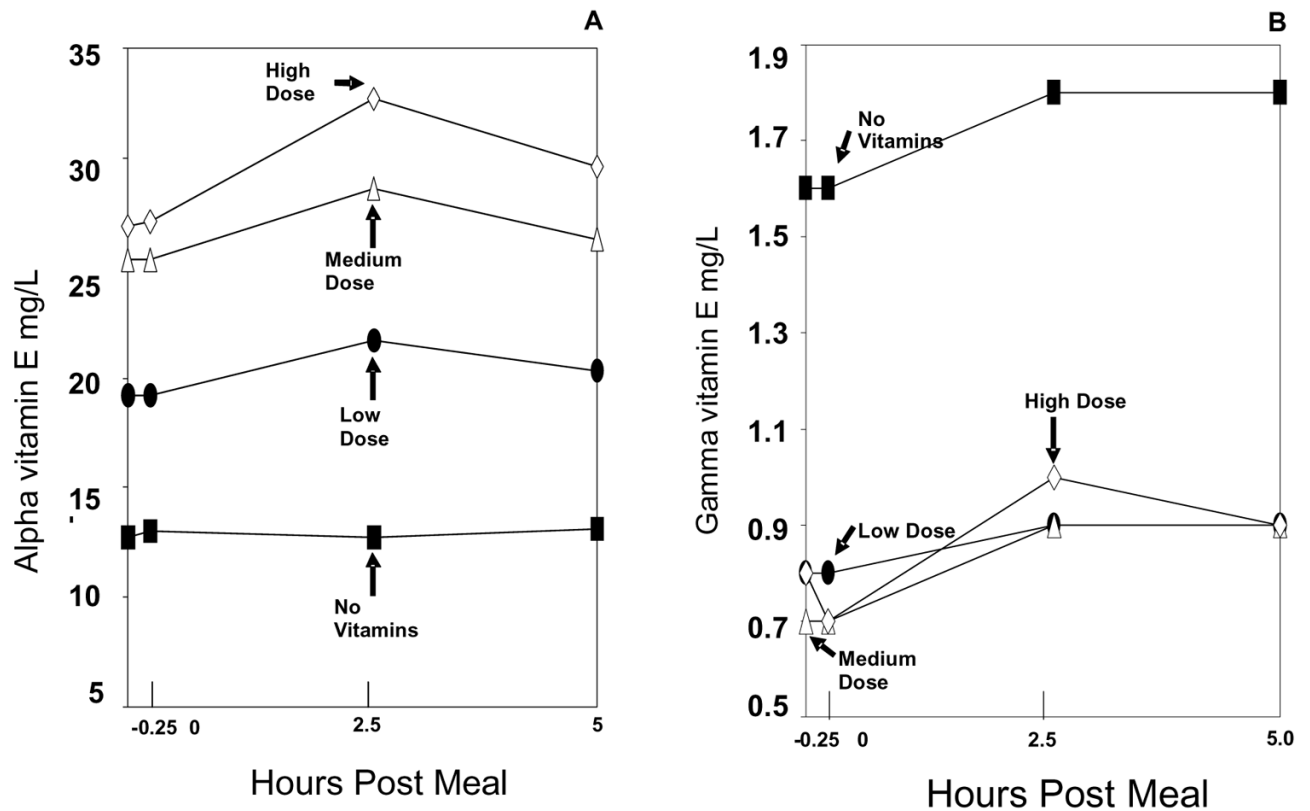 A
Alpha vitamin E mg/L
35
30
25
20
15
10
5
High
Dose
Medium
Dose
Low
Dose
No
Vitamins
-0.25 0 2.5 5
Hours Post Meal
B
Gamma vitamin E mg/L
1.9
1.7
1.5
1.3
1.1
0.9
0.7
0.5
No
Vitamins
High Dose
Low Dose
Medium
Dose
-0.25 0 2.5 5.0
Hours Post Meal